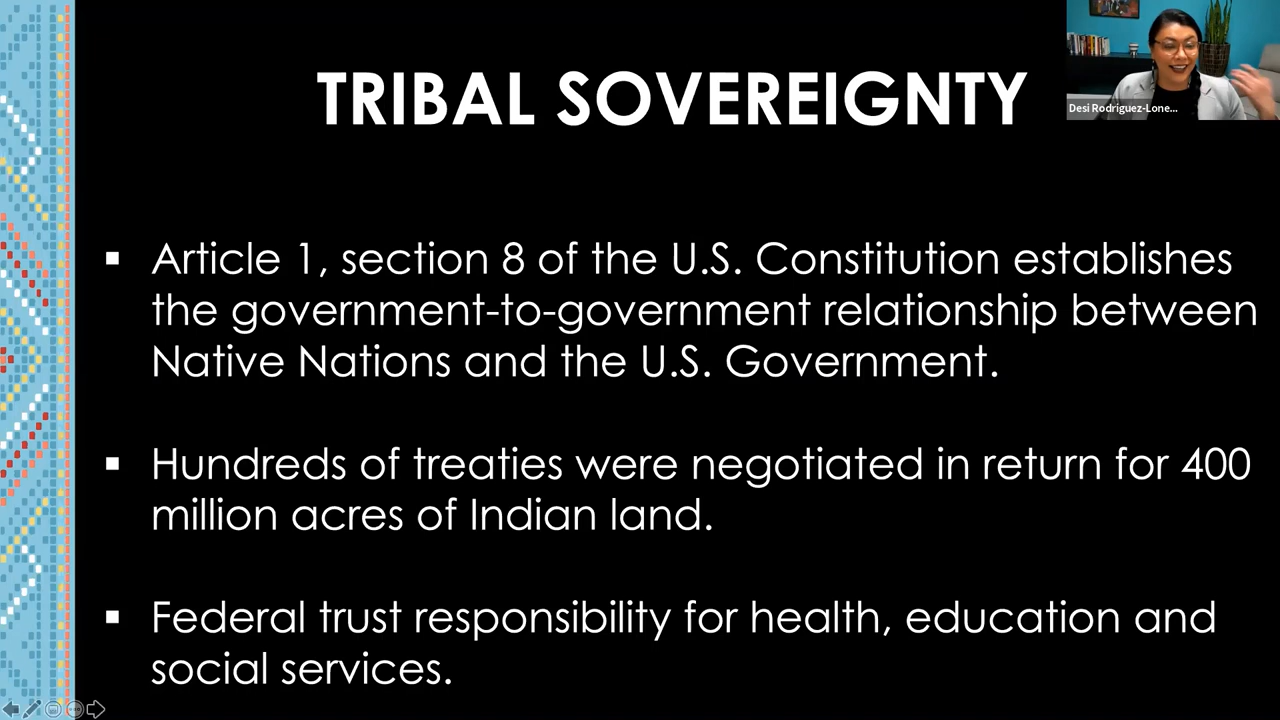 TRIBAL SOVEREIGNTY
Desi Rodriguez-Lone...
▪ Article 1, section 8 of the U.S. Constitution establishes
the government-to-government relationship between
Native Nations and the U.S. Government.
▪ Hundreds of treaties were negotiated in return for 400
million acres of Indian land.
▪ Federal trust responsibility for health, education and
social services.